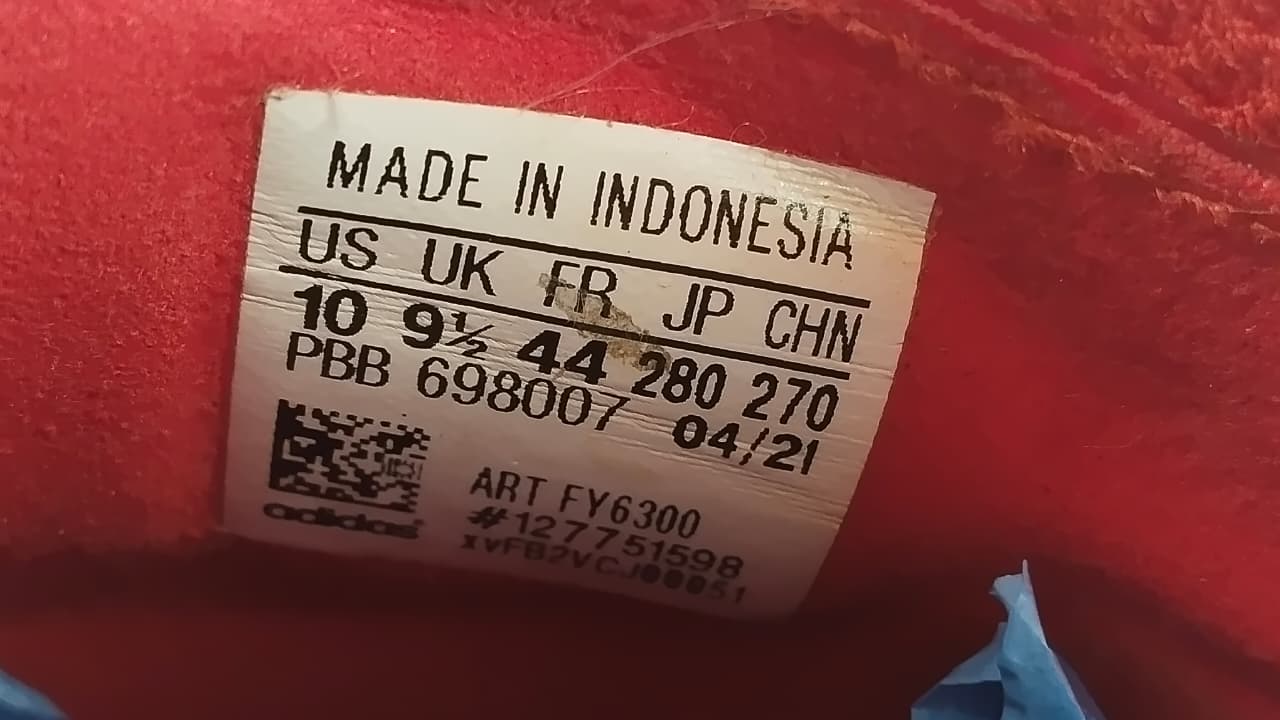 MADE IN INDONESIA
US UK FR JP CHN
10 9½ 44 280 270
PBB 698007 04/21
ART FY6300
#127751598
adidas